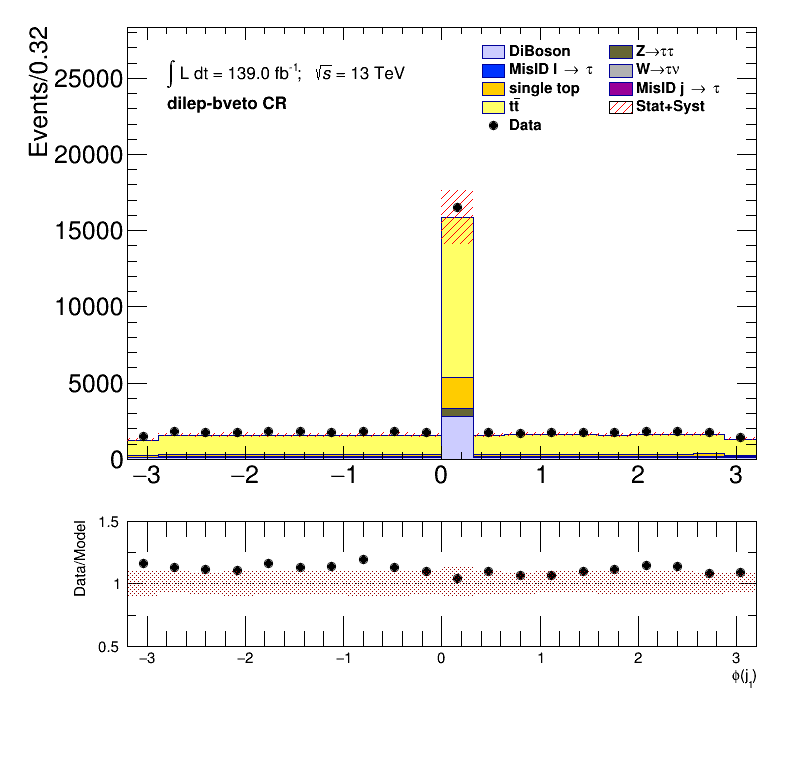 Events/0.32
∫ L dt = 139.0 fb⁻¹; √s = 13 TeV
dilep-bveto CR
DiBoson
MisID l → τ
single top
tt̄
Data
Z→ττ
W→τν
MisID j → τ
Stat+Syst
25000
20000
15000
10000
5000
0
−3 −2 −1 0 1 2 3
Data/Model
1.5
1
0.5
−3 −2 −1 0 1 2 3
ϕ(j₁)